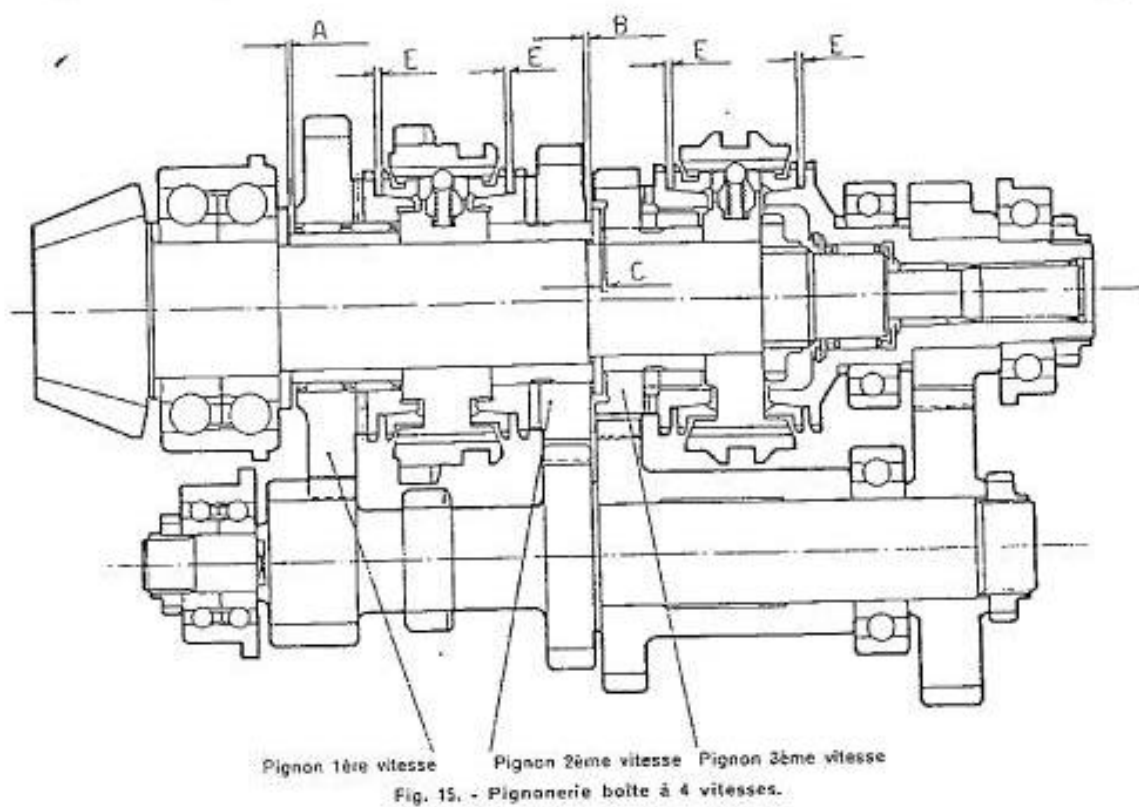 A B
E E E E
C
Pignon 1ère vitesse Pignon 2ème vitesse Pignon 3ème vitesse
Fig. 15. - Pignonerie boîte à 4 vitesses.